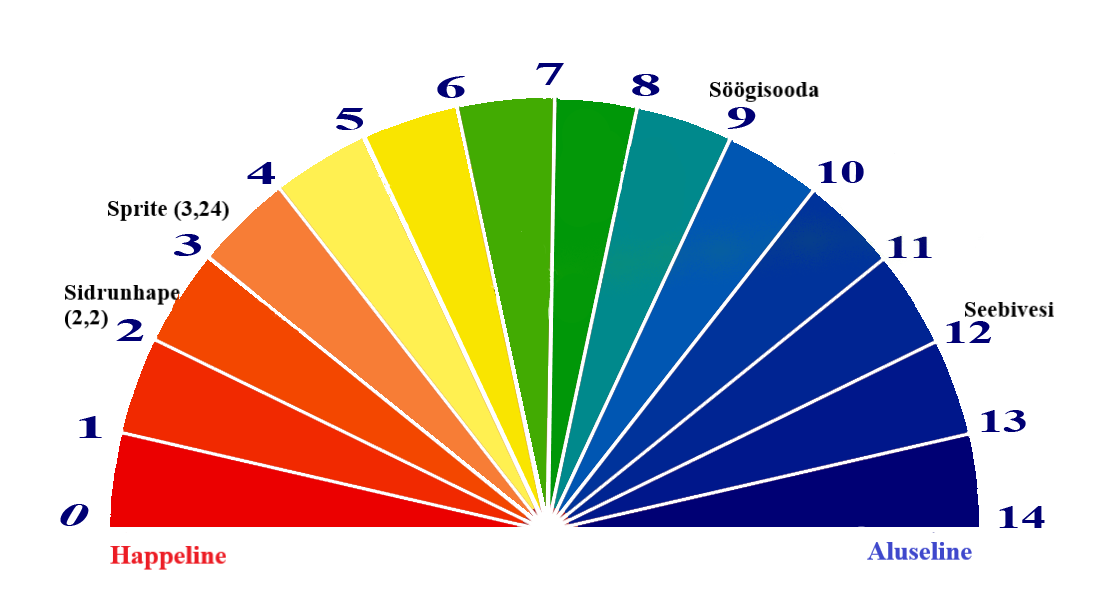 7
6
8
Söögisooda
5
9
4
10
Sprite (3,24)
3
11
Sidrunhape
(2,2)
2
Seebivesi
12
1
13
0
14
Happeline
Aluseline